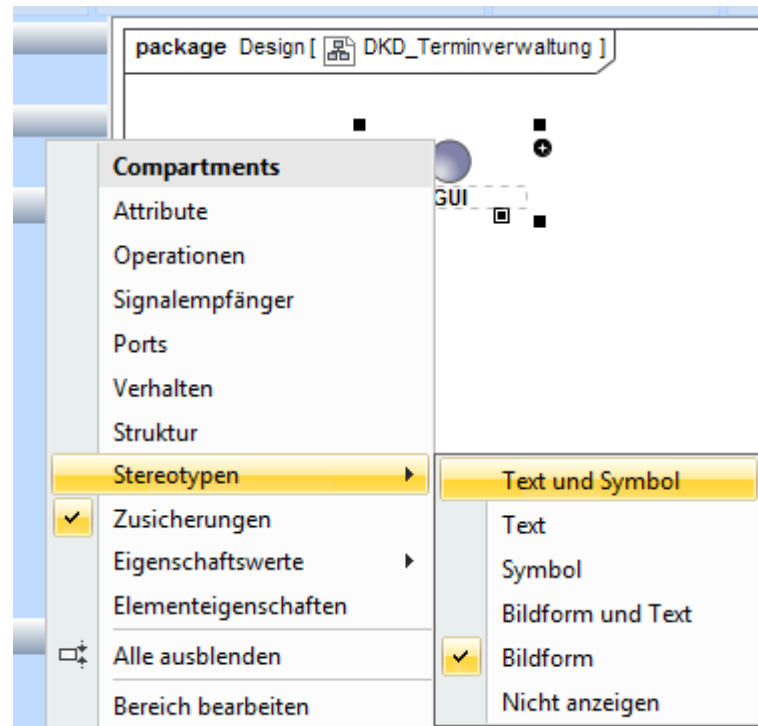 package Design [ DKD_Terminverwaltung ]
GUI
Compartments
Attribute
Operationen
Signalempfänger
Ports
Verhalten
Struktur
Stereotypen
Zusicherungen
Eigenschaftswerte
Elementeigenschaften
Alle ausblenden
Bereich bearbeiten
Text und Symbol
Text
Symbol
Bildform und Text
Bildform
Nicht anzeigen